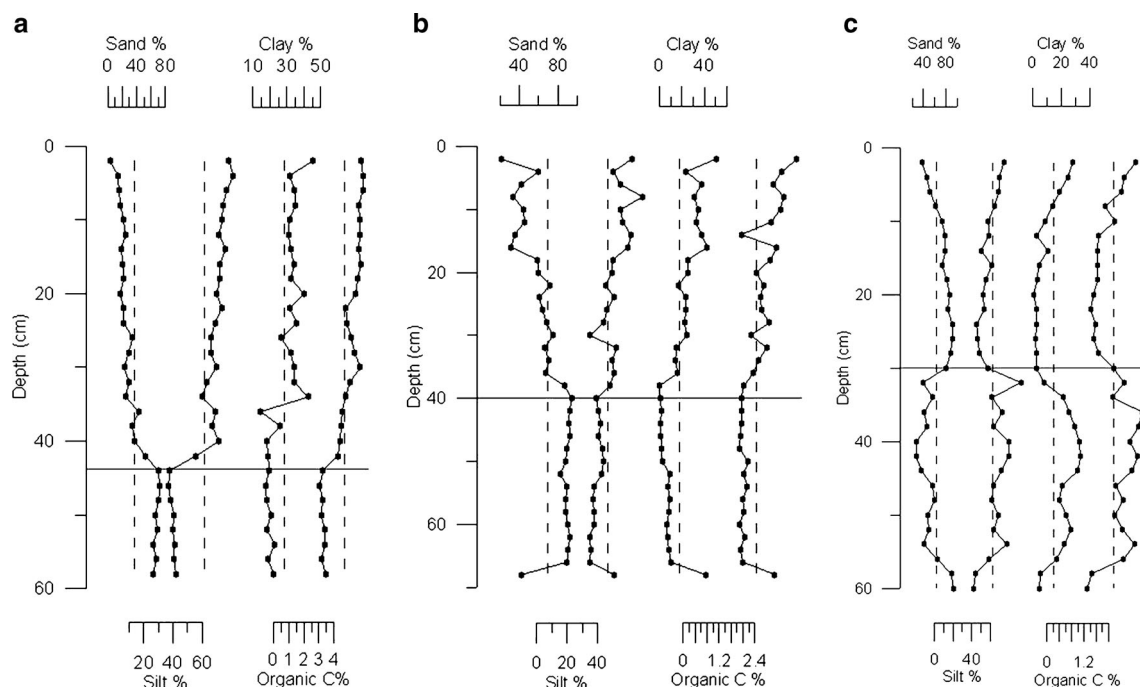 a
Sand %
0 40 80
Clay %
10 30 50
0
20
40
60
Depth (cm)
20 40 60
Silt %
0 1 2 3 4
Organic C%
b
Sand %
40 80
Clay %
0 40
0
20
40
60
Depth (cm)
0 20 40
Silt %
0 1.2 2.4
Organic C%
c
Sand %
40 80
Clay %
0 20 40
0
20
40
60
Depth (cm)
0 40
Silt %
0 1.2
Organic C%